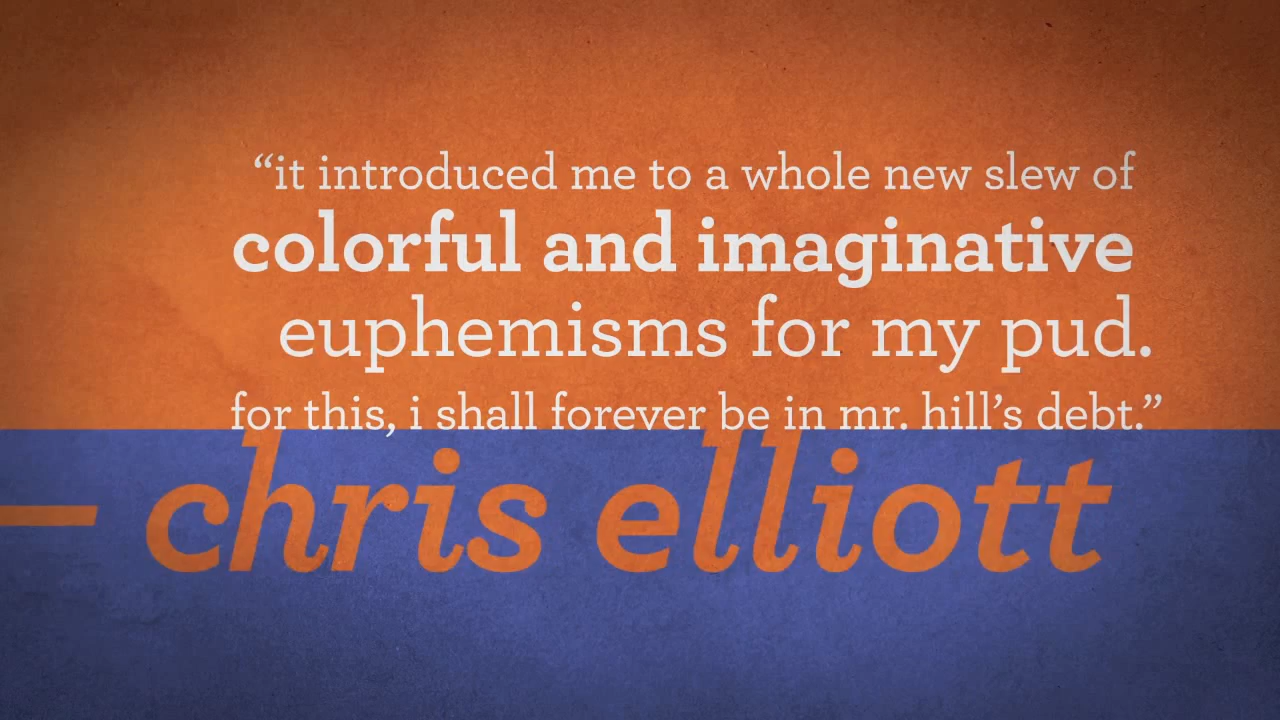 “it introduced me to a whole new slew of
colorful and imaginative
euphemisms for my pud.
for this, i shall forever be in mr. hill’s debt.”
— chris elliott